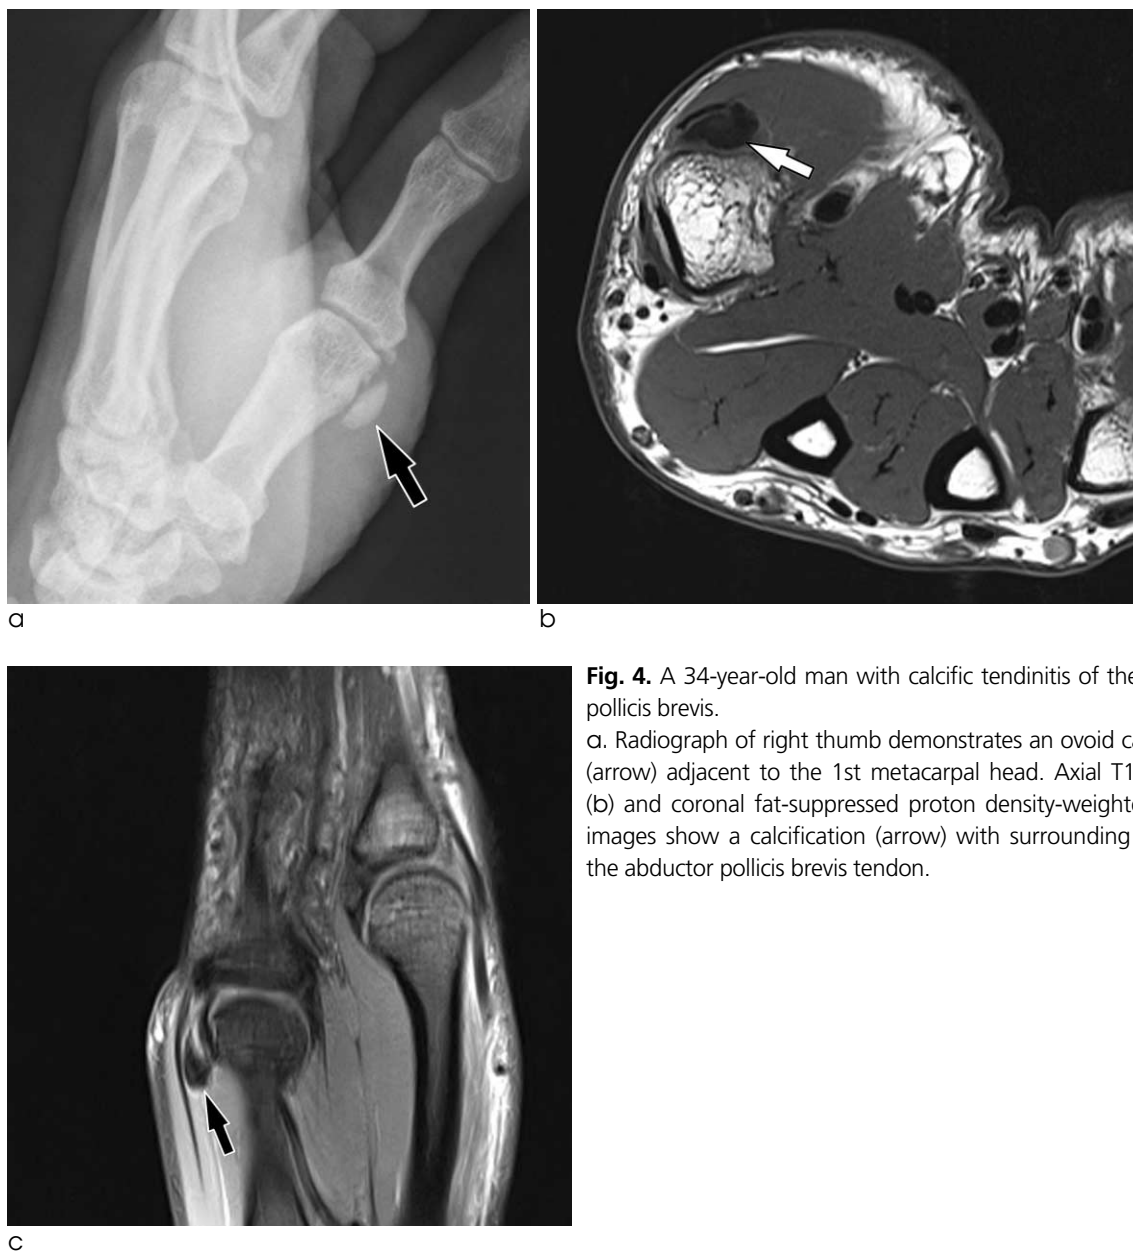 a
b
c
Fig. 4. A 34-year-old man with calcific tendinitis of the
pollicis brevis.
a. Radiograph of right thumb demonstrates an ovoid
(arrow) adjacent to the 1st metacarpal head. Axial T1
(b) and coronal fat-suppressed proton density-weight
images show a calcification (arrow) with surrounding
the abductor pollicis brevis tendon.